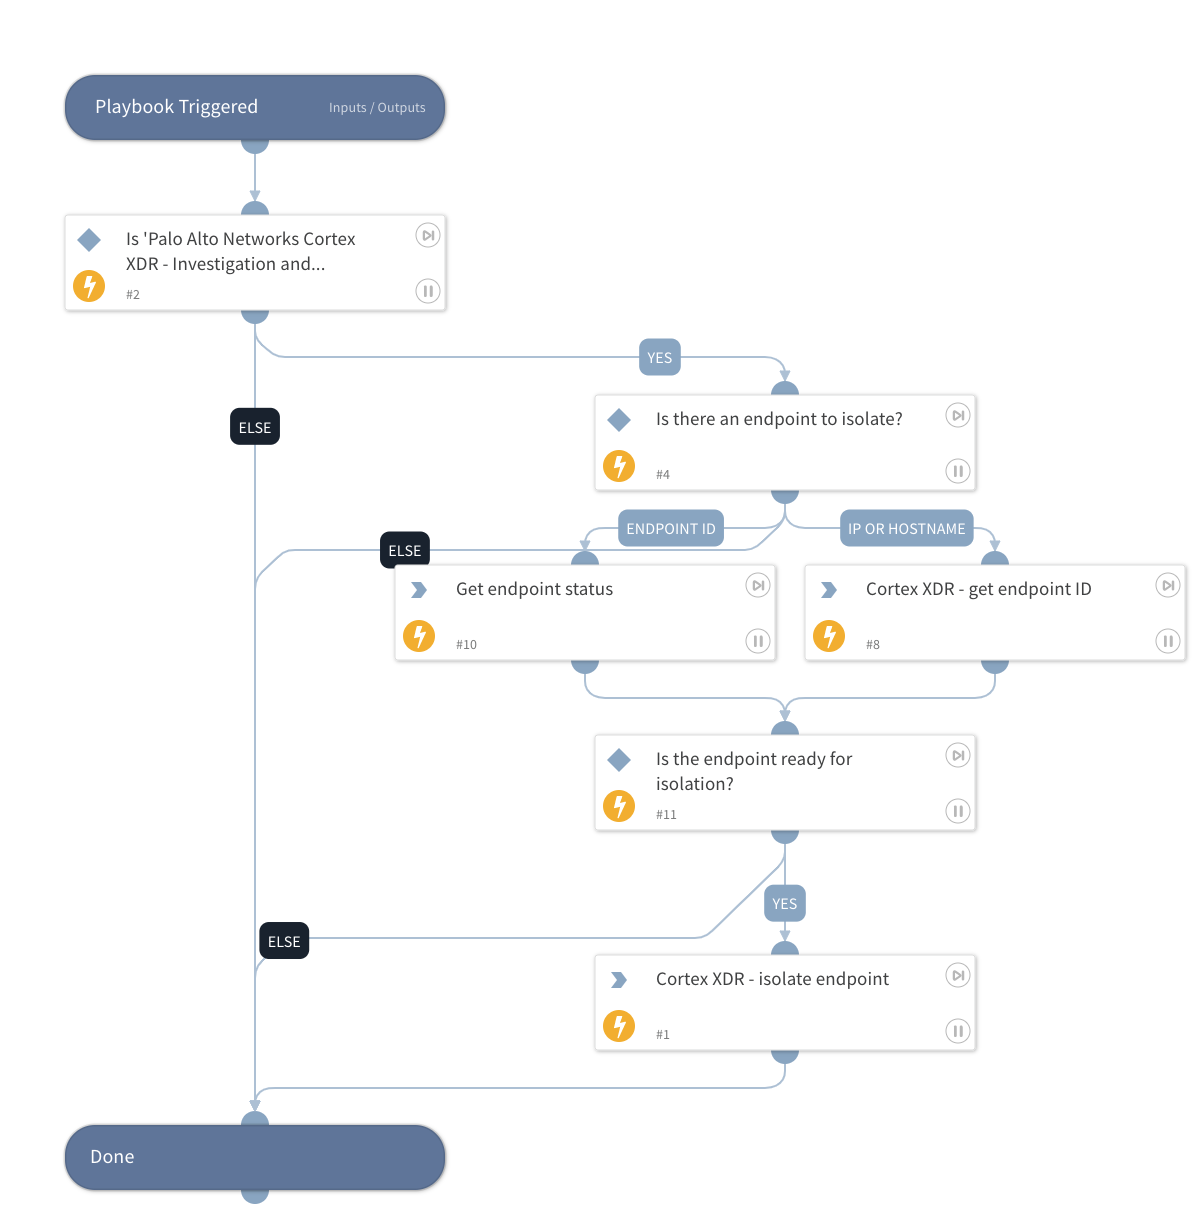 Playbook Triggered
Inputs / Outputs
Is 'Palo Alto Networks Cortex
XDR - Investigation and...
#2
YES
ELSE
Is there an endpoint to isolate?
#4
ENDPOINT ID
IP OR HOSTNAME
ELSE
Get endpoint status
#10
Cortex XDR - get endpoint ID
#8
Is the endpoint ready for
isolation?
#11
YES
ELSE
Cortex XDR - isolate endpoint
#1
Done